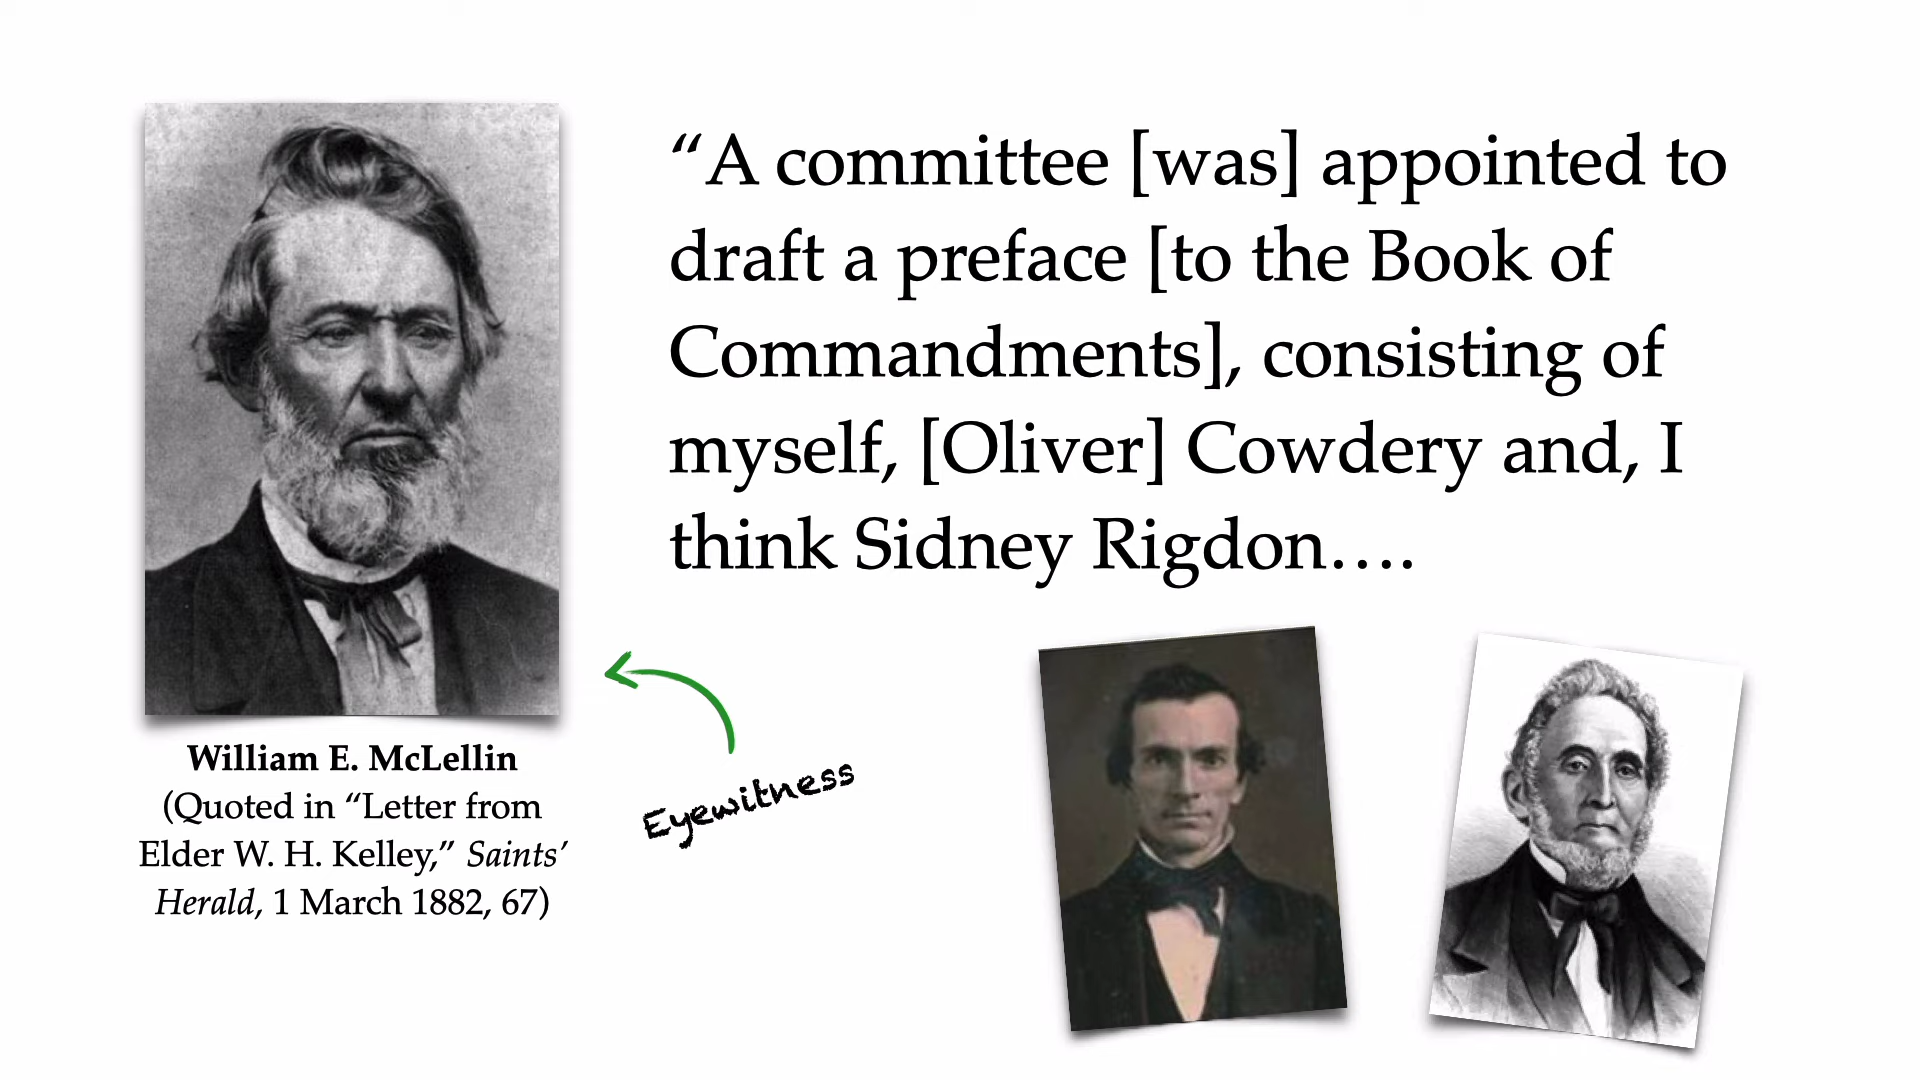 “A committee [was] appointed to
draft a preface [to the Book of
Commandments], consisting of
myself, [Oliver] Cowdery and, I
think Sidney Rigdon….
William E. McLellin
(Quoted in “Letter from
Elder W. H. Kelley,” Saints’
Herald, 1 March 1882, 67)
Eyewitness